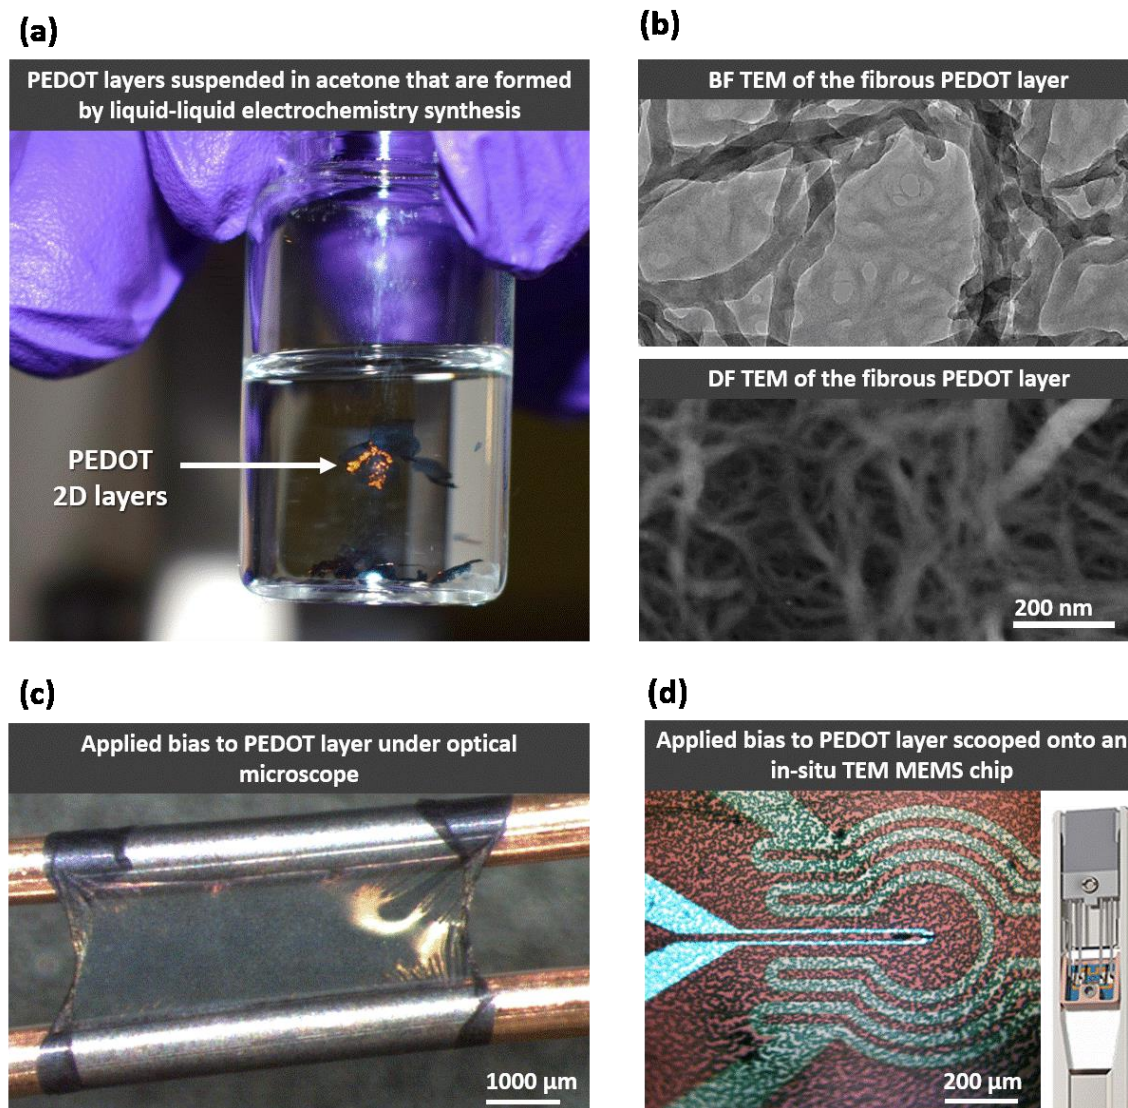 (a)
PEDOT layers suspended in acetone that are formed
by liquid-liquid electrochemistry synthesis
PEDOT
2D layers
(b)
BF TEM of the fibrous PEDOT layer
DF TEM of the fibrous PEDOT layer
200 nm
(c)
Applied bias to PEDOT layer under optical
microscope
1000 µm
(d)
Applied bias to PEDOT layer scooped onto an
in-situ TEM MEMS chip
200 µm